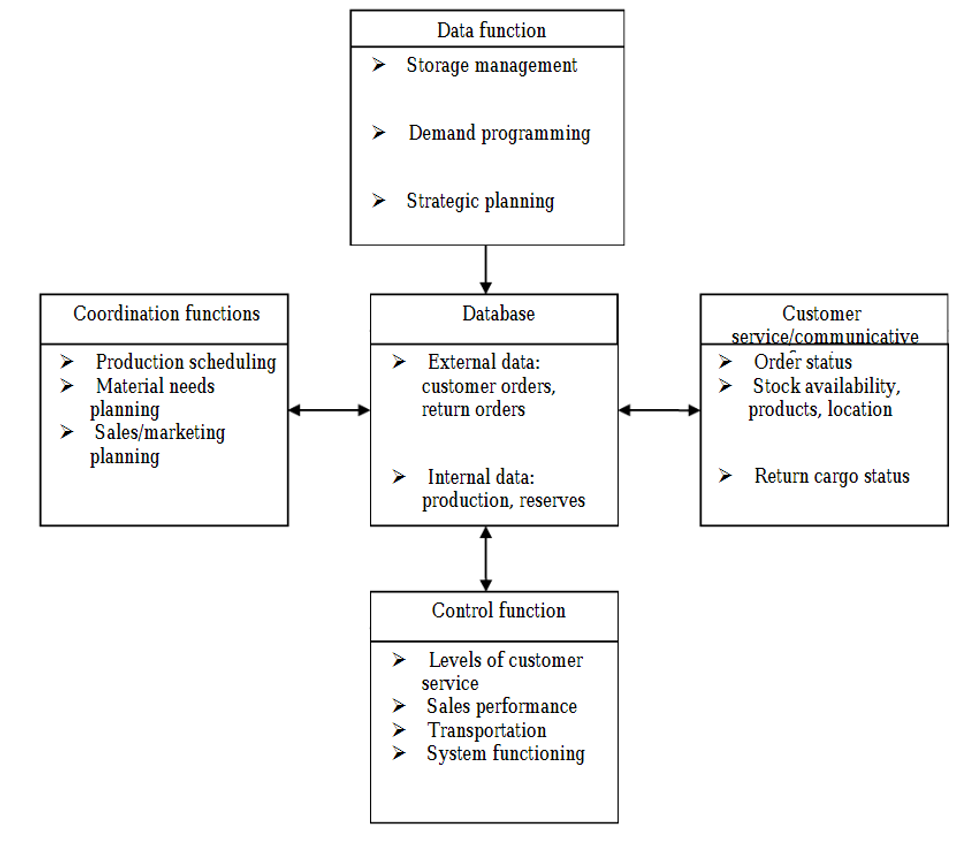 Data function
➢ Storage management
➢ Demand programming
➢ Strategic planning
Coordination functions
➢ Production scheduling
➢ Material needs
planning
➢ Sales/marketing
planning
Database
➢ External data:
customer orders,
return orders
➢ Internal data:
production, reserves
Customer
service/communicative
➢ Order status
➢ Stock availability,
products, location
➢ Return cargo status
Control function
➢ Levels of customer
service
➢ Sales performance
➢ Transportation
➢ System functioning